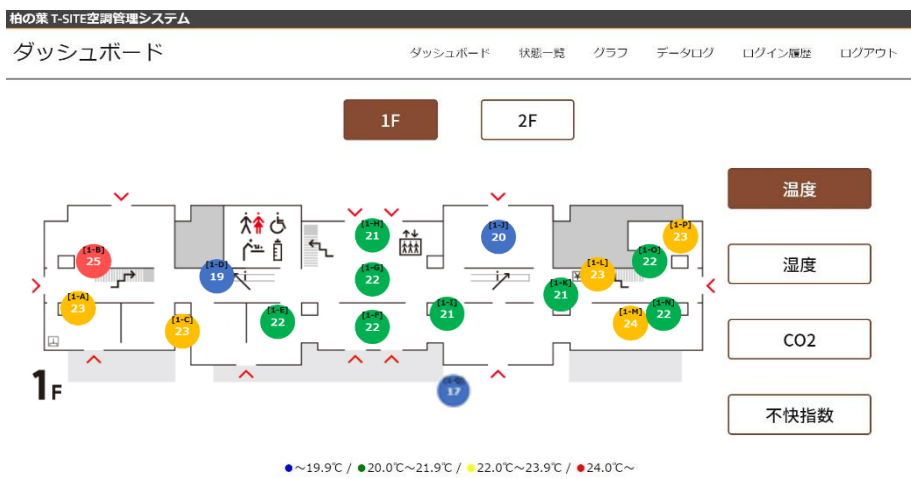 柏の葉 T-SITE空調管理システム
ダッシュボード
ダッシュボード 状態一覧 グラフ データログ ログイン履歴 ログアウト
1F 2F
温度
湿度
CO2
不快指数
[1-H]
21
[1-J]
20
[1-P]
23
[1-B]
25
[1-D]
19
[1-G]
22
[1-L]
23
[1-O]
22
[1-A]
23
[1-C]
23
[1-E]
22
[1-F]
22
[1-I]
21
[1-K]
21
[1-M]
24
[1-N]
22
17
1F
●~19.9℃ / ●20.0℃~21.9℃ / ●22.0℃~23.9℃ / ●24.0℃~